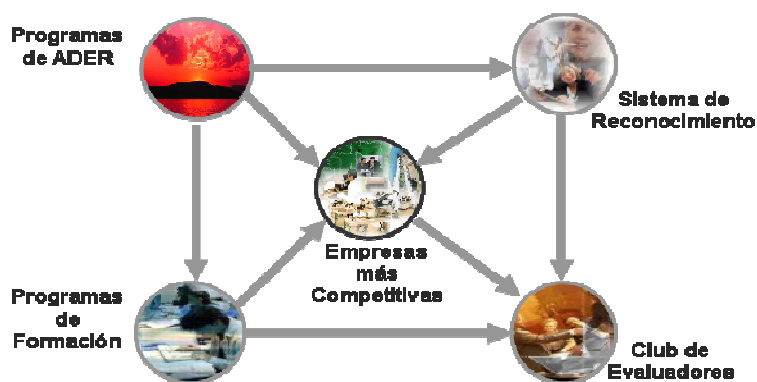 Programas
de ADER
Sistema de
Reconocimiento
Empresas
más
Competitivas
Programas
de
Formación
Club de
Evaluadores